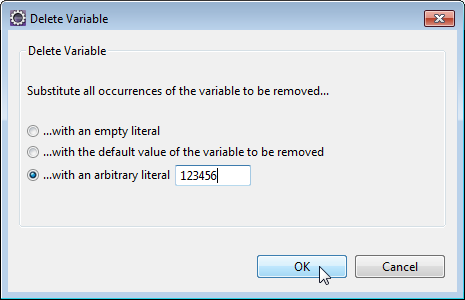 Delete Variable
Delete Variable
Substitute all occurrences of the variable to be removed...
...with an empty literal
...with the default value of the variable to be removed
...with an arbitrary literal 123456
OK Cancel